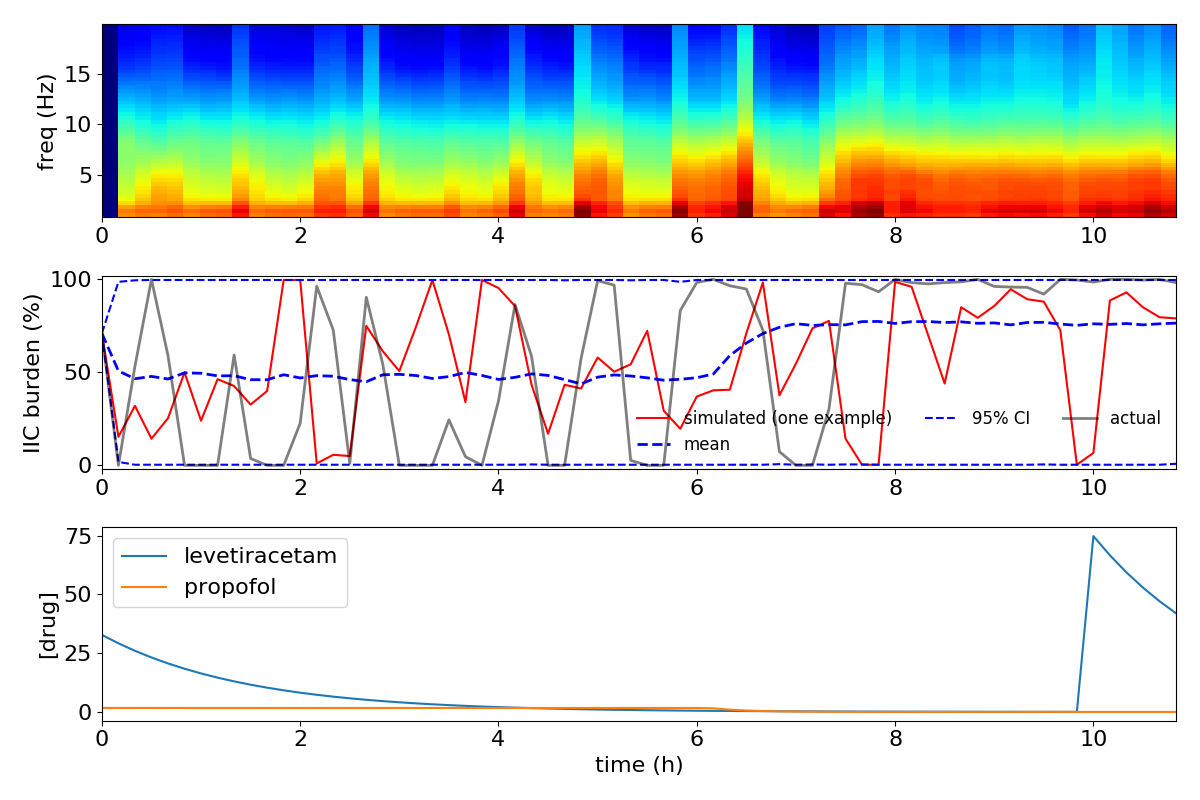 freq (Hz)
15
10
5
0 2 4 6 8 10
IIC burden (%)
100
50
0
simulated (one example)
mean
95% CI
actual
0 2 4 6 8 10
[drug]
75
50
25
0
levetiracetam
propofol
0 2 4 6 8 10
time (h)